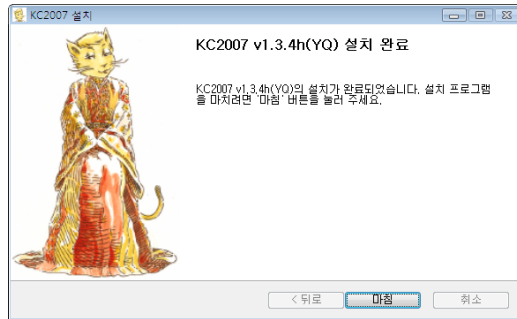 KC2007 설치
KC2007 v1.3.4h(YQ) 설치 완료
KC2007 v1.3.4h(YQ)의 설치가 완료되었습니다. 설치 프로그램
을 마치려면 '마침' 버튼을 눌러 주세요.
< 뒤로
마침
취소